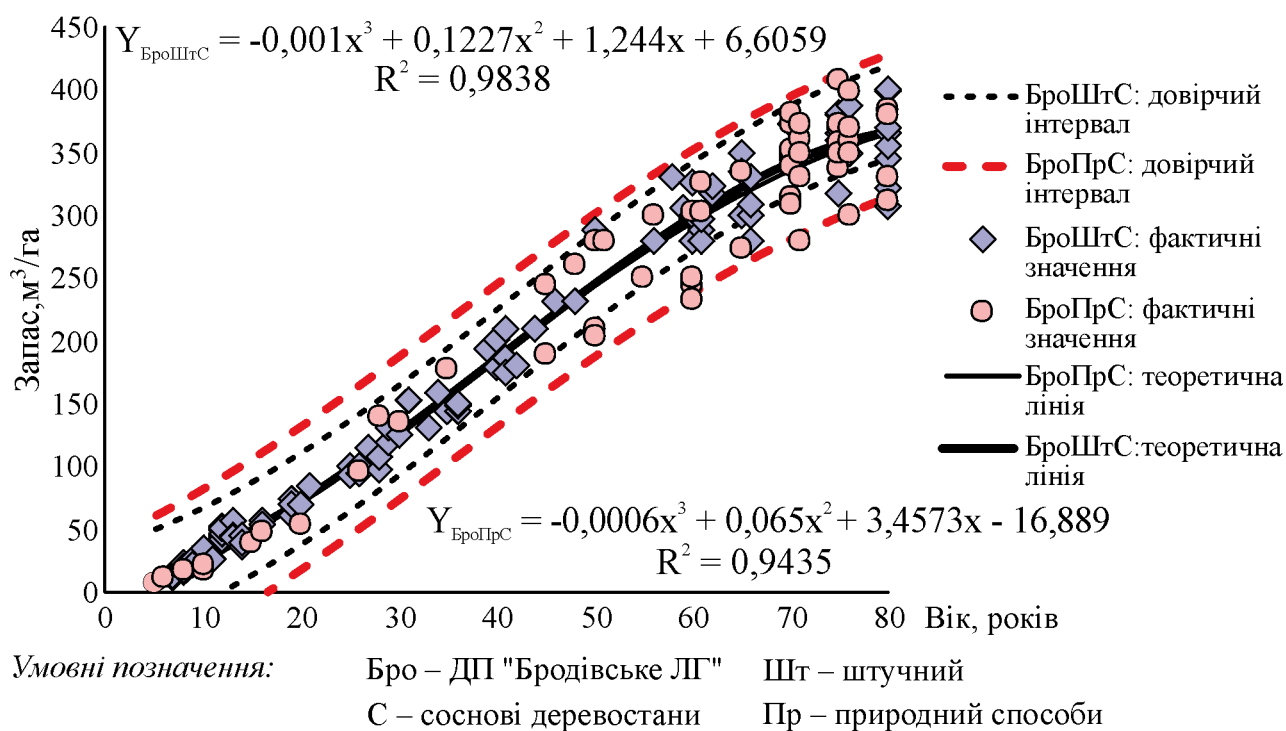 Y БроШтС = -0,001x³ + 0,1227x² + 1,244x + 6,6059
R² = 0,9838
Запас,м³/га
450
400
350
300
250
200
150
100
50
0
0 10 20 30 40 50 60 70 80 Вік, років
Y БроПрС = -0,0006x³ + 0,065x² + 3,4573x - 16,889
R² = 0,9435
БроШтС: довірчий
інтервал
БроПрС: довірчий
інтервал
БроШтС: фактичні
значення
БроПрС: фактичні
значення
БроПрС: теоретична
лінія
БроШтС:теоретична
лінія
Умовні позначення: Бро – ДП "Бродівське ЛГ" Шт – штучний
С – соснові деревостани Пр – природний способи